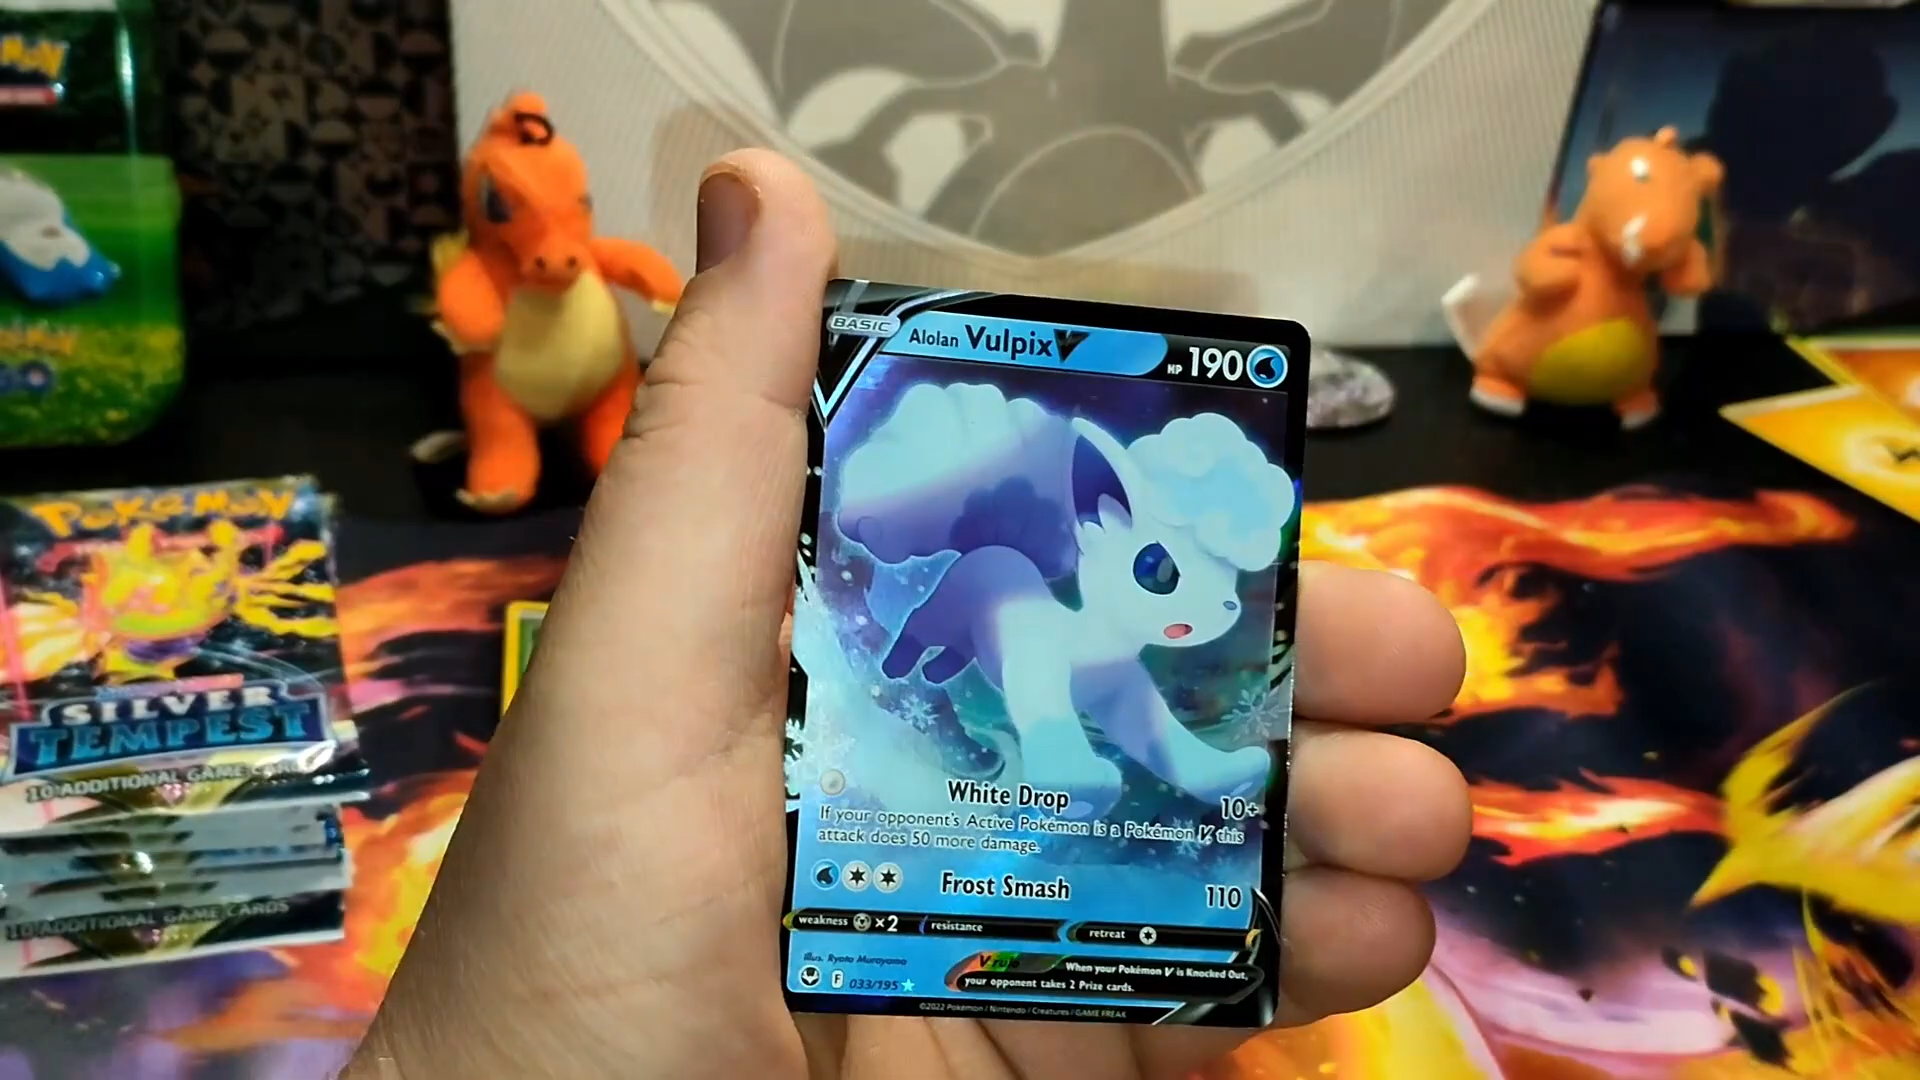 BASIC
Alolan Vulpix V
HP 190
White Drop 10+
If your opponent's Active Pokémon is a Pokémon V, this
attack does 50 more damage.
Frost Smash 110
weakness ×2 resistance retreat
Illus. Ryota Murayama
F 033/195
V rule When your Pokémon V is Knocked Out,
your opponent takes 2 Prize cards.
©2022 Pokémon / Nintendo / Creatures / GAME FREAK
POKéMON
SILVER
TEMPEST
10 ADDITIONAL GAME CARDS
10 ADDITIONAL GAME CARDS